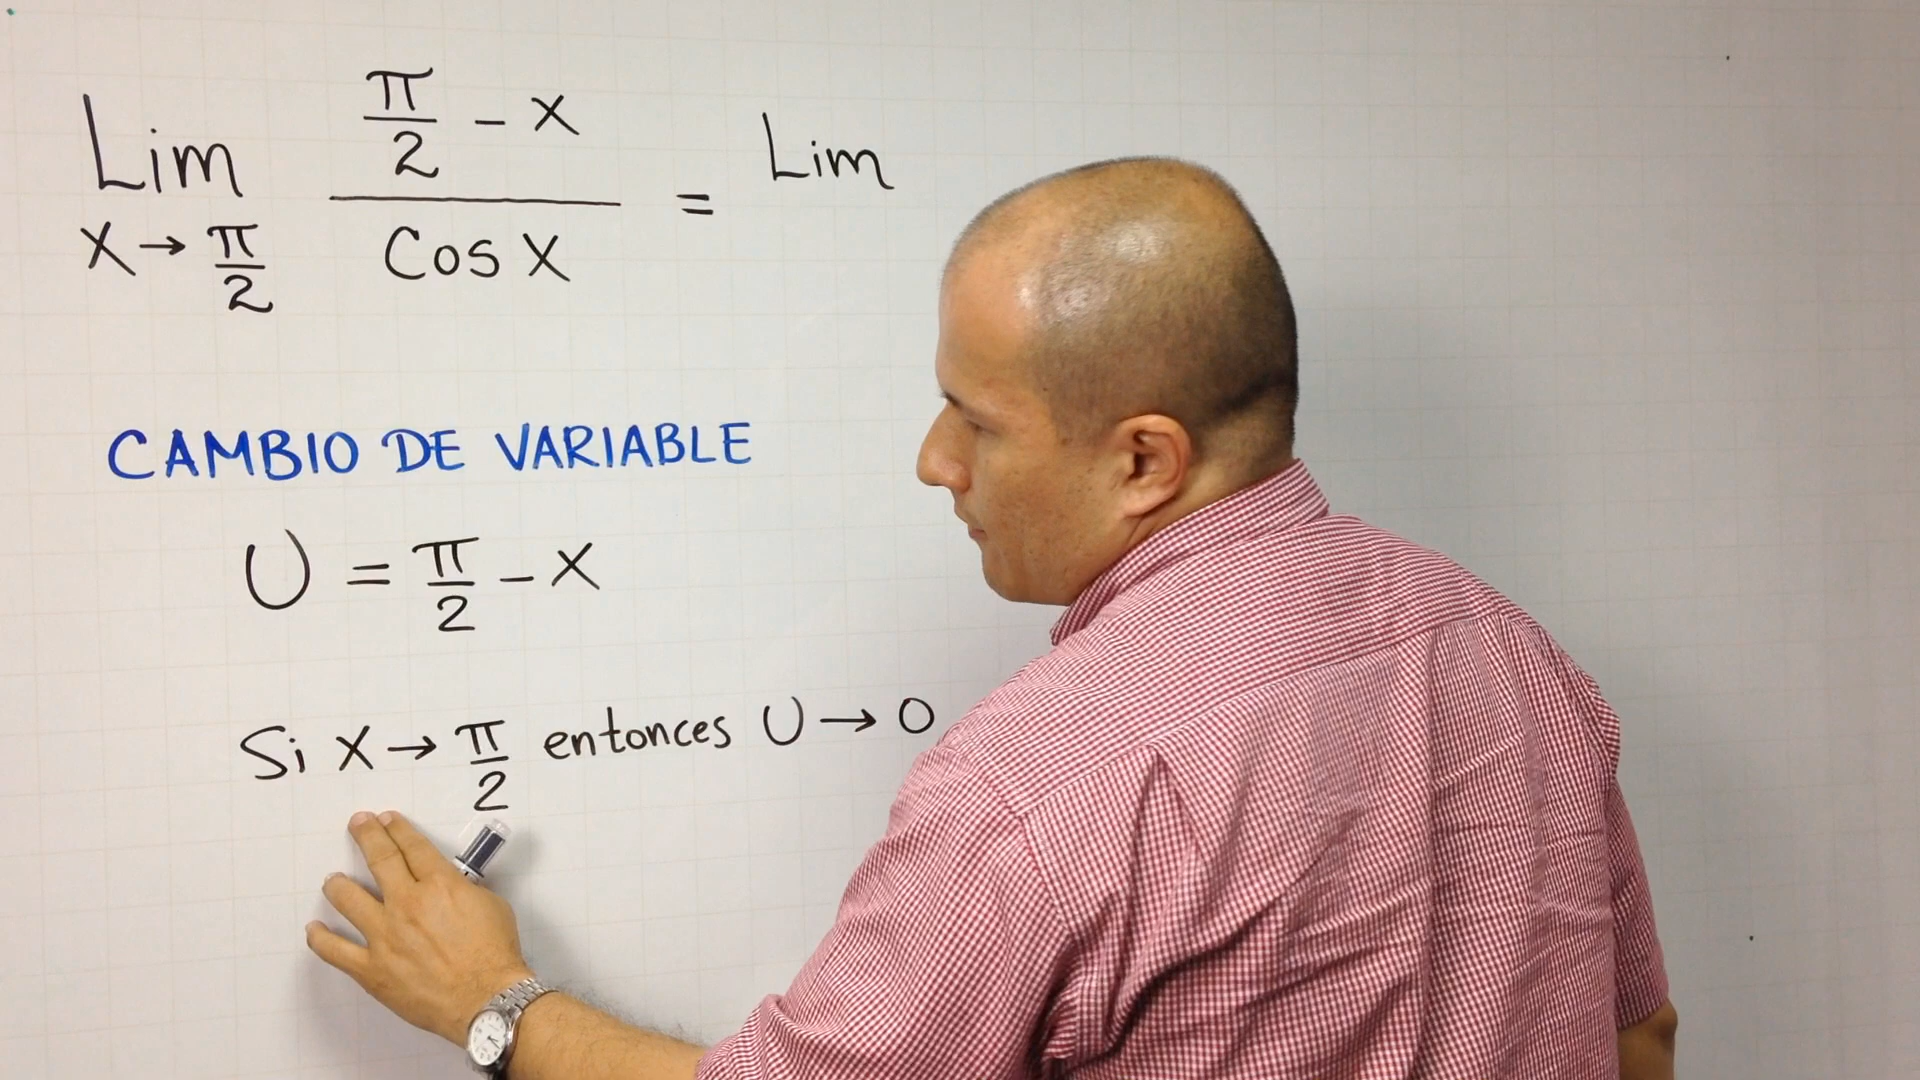 Lim x→π/2 (π/2 - x)/(Cos x) = Lim
CAMBIO DE VARIABLE
U = π/2 - x
Si x→π/2 entonces U→0